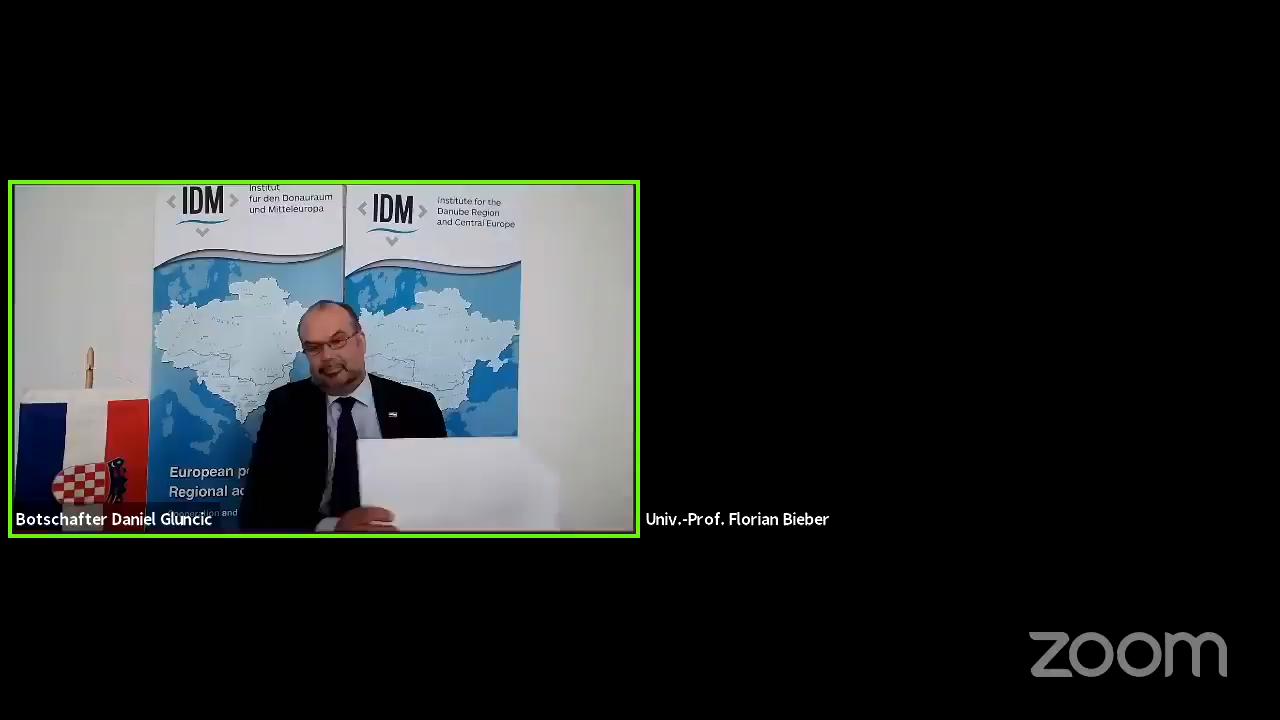 IDM
Institut
für den Donauraum
und Mitteleuropa
IDM
Institute for the
Danube Region
and Central Europe
European
Regional
and
Botschafter Daniel Gluncic
Univ.-Prof. Florian Bieber
zoom